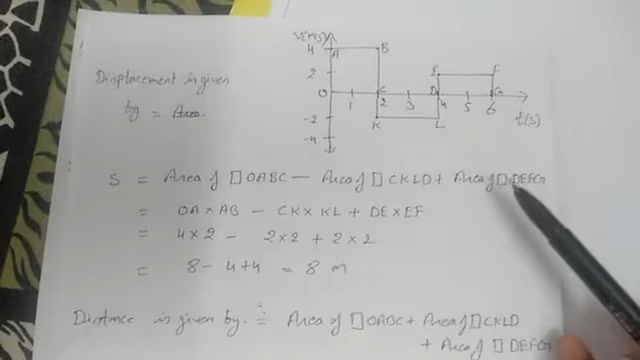 V(m/s)
4 A B
2 E F
O 1 C 2 3 D 4 5 G 6
t(s)
-2 K L
-4
Displacement is given
by = Area.
S = Area of □ OABC — Area of □ CKLD + Area of □ DEFG
= OA × AB - CK × KL + DE × EF
= 4 × 2 - 2 × 2 + 2 × 2
= 8 - 4 + 4 = 8 m
Distance is given by = Area of □ OABC + Area of □ CKLD
+ Area of □ DEFG